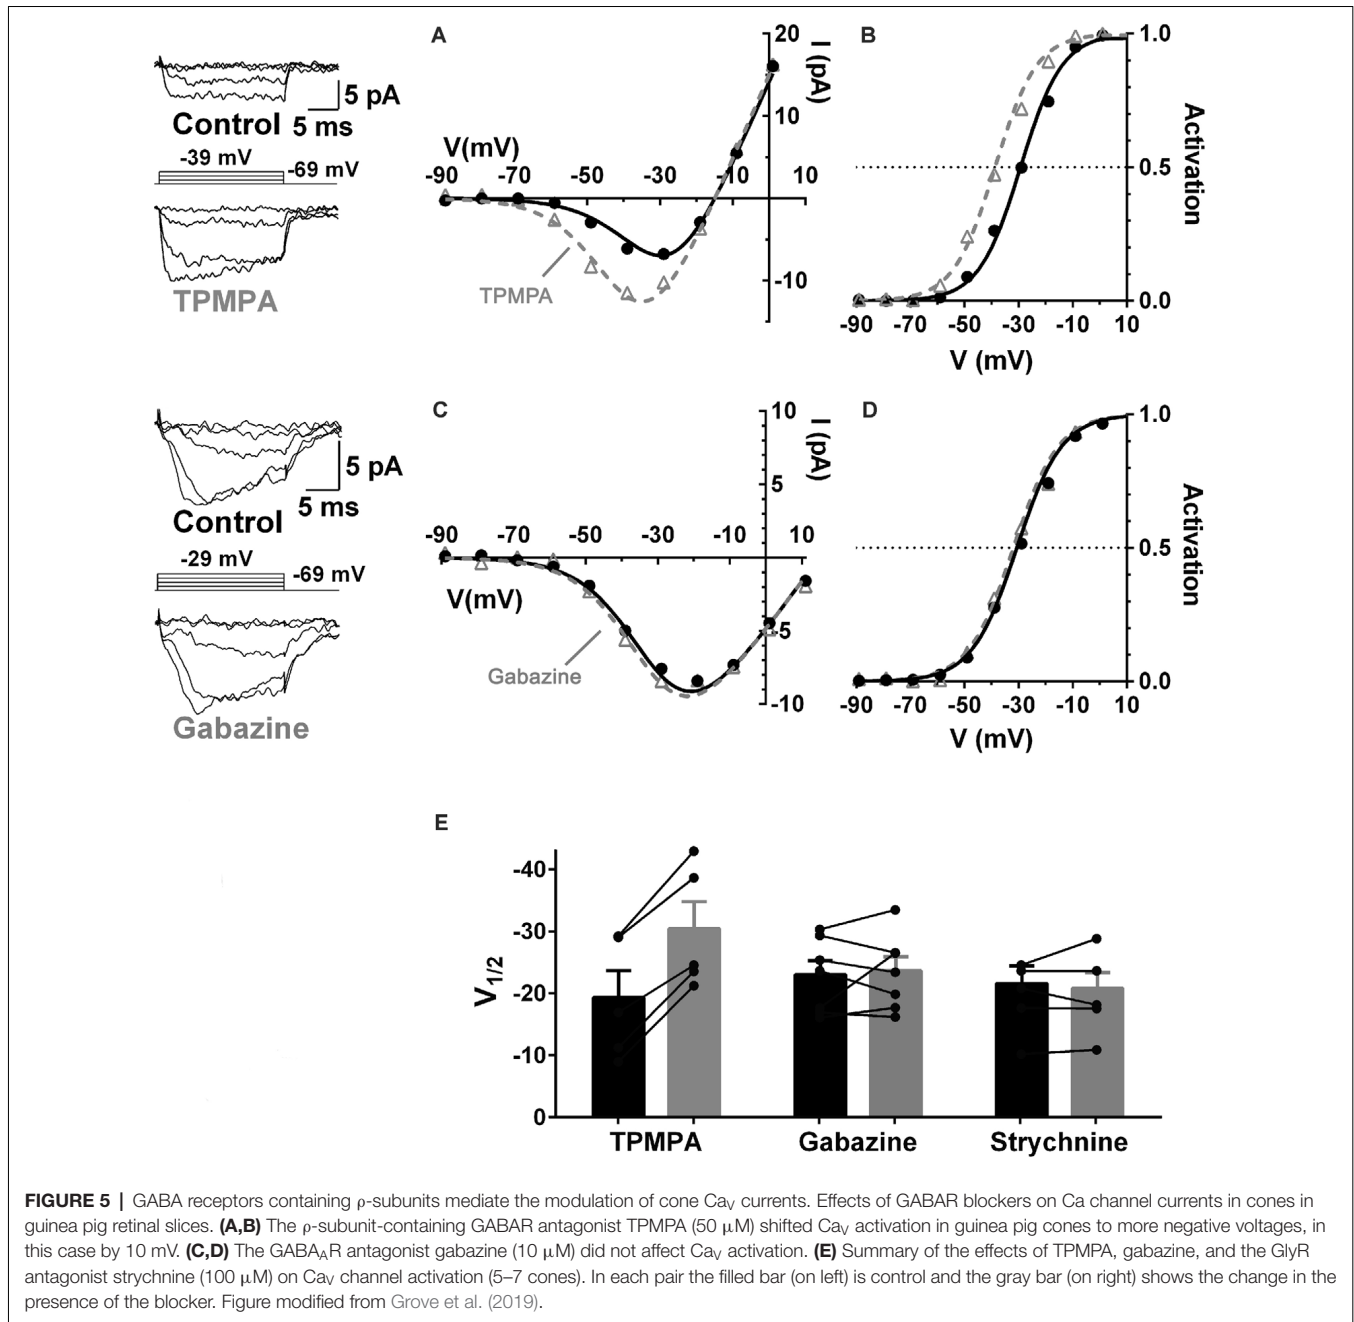 A
20
I (pA)
10
V(mV)
-90 -70 -50 -30 -10 10
TPMPA
-10
5 pA
Control 5 ms
-39 mV
-69 mV
TPMPA
B
1.0
Activation
0.5
0.0
-90 -70 -50 -30 -10 10
V (mV)
5 pA
5 ms
Control
-29 mV
-69 mV
Gabazine
C
10
I (pA)
5
-90 -70 -50 -30 -10 10
V(mV)
-5
Gabazine
-10
D
1.0
Activation
0.5
0.0
-90 -70 -50 -30 -10 10
V (mV)
E
-40
-30
V1/2
-20
-10
0
TPMPA Gabazine Strychnine
FIGURE 5 | GABA receptors containing ρ-subunits mediate the modulation of cone CaV currents. Effects of GABAR blockers on Ca channel currents in cones in
guinea pig retinal slices. (A,B) The ρ-subunit-containing GABAR antagonist TPMPA (50 μM) shifted CaV activation in guinea pig cones to more negative voltages, in
this case by 10 mV. (C,D) The GABAAR antagonist gabazine (10 μM) did not affect CaV activation. (E) Summary of the effects of TPMPA, gabazine, and the GlyR
antagonist strychnine (100 μM) on CaV channel activation (5–7 cones). In each pair the filled bar (on left) is control and the gray bar (on right) shows the change in the
presence of the blocker. Figure modified from Grove et al. (2019).